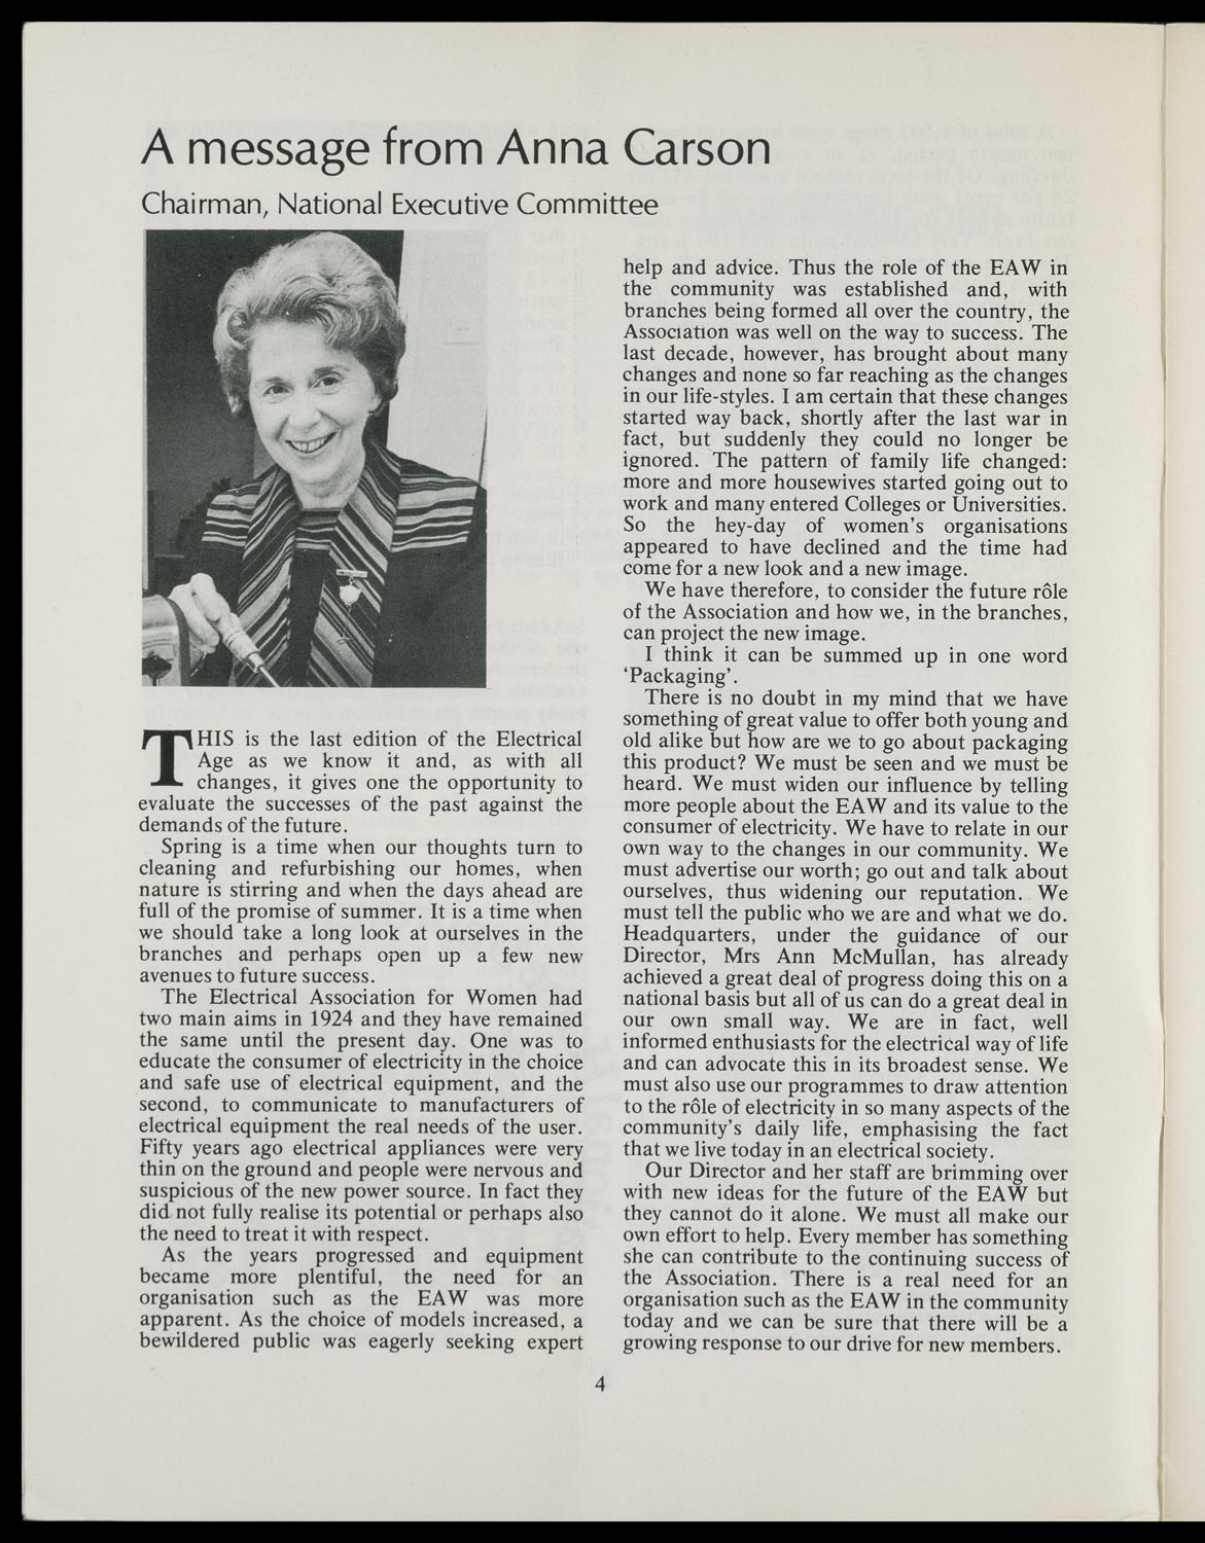 A message from Anna Carson
Chairman, National Executive Committee
THIS is the last edition of the Electrical
Age as we know it and, as with all
changes, it gives one the opportunity to
evaluate the successes of the past against the
demands of the future.
Spring is a time when our thoughts turn to
cleaning and refurbishing our homes, when
nature is stirring and when the days ahead are
full of the promise of summer. It is a time when
we should take a long look at ourselves in the
branches and perhaps open up a few new
avenues to future success.
The Electrical Association for Women had
two main aims in 1924 and they have remained
the same until the present day. One was to
educate the consumer of electricity in the choice
and safe use of electrical equipment, and the
second, to communicate to manufacturers of
electrical equipment the real needs of the user.
Fifty years ago electrical appliances were very
thin on the ground and people were nervous and
suspicious of the new power source. In fact they
did not fully realise its potential or perhaps also
the need to treat it with respect.
As the years progressed and equipment
became more plentiful, the need for an
organisation such as the EAW was more
apparent. As the choice of models increased, a
bewildered public was eagerly seeking expert
help and advice. Thus the role of the EAW in
the community was established and, with
branches being formed all over the country, the
Association was well on the way to success. The
last decade, however, has brought about many
changes and none so far reaching as the changes
in our life-styles. I am certain that these changes
started way back, shortly after the last war in
fact, but suddenly they could no longer be
ignored. The pattern of family life changed:
more and more housewives started going out to
work and many entered Colleges or Universities.
So the hey-day of women's organisations
appeared to have declined and the time had
come for a new look and a new image.
We have therefore, to consider the future rôle
of the Association and how we, in the branches,
can project the new image.
I think it can be summed up in one word
‘Packaging’.
There is no doubt in my mind that we have
something of great value to offer both young and
old alike but how are we to go about packaging
this product? We must be seen and we must be
heard. We must widen our influence by telling
more people about the EAW and its value to the
consumer of electricity. We have to relate in our
own way to the changes in our community. We
must advertise our worth; go out and talk about
ourselves, thus widening our reputation. We
must tell the public who we are and what we do.
Headquarters, under the guidance of our
Director, Mrs Ann McMullan, has already
achieved a great deal of progress doing this on a
national basis but all of us can do a great deal in
our own small way. We are in fact, well
informed enthusiasts for the electrical way of life
and can advocate this in its broadest sense. We
must also use our programmes to draw attention
to the rôle of electricity in so many aspects of the
community's daily life, emphasising the fact
that we live today in an electrical society.
Our Director and her staff are brimming over
with new ideas for the future of the EAW but
they cannot do it alone. We must all make our
own effort to help. Every member has something
she can contribute to the continuing success of
the Association. There is a real need for an
organisation such as the EAW in the community
today and we can be sure that there will be a
growing response to our drive for new members.
4